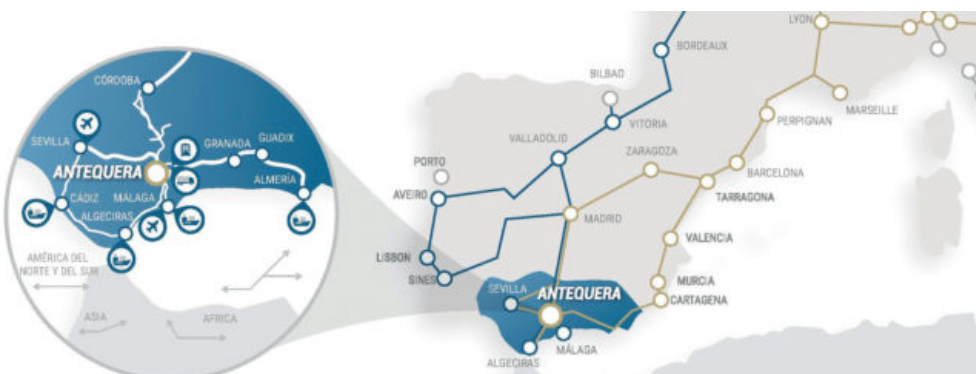 CÓRDOBA
SEVILLA
GRANADA
GUADIX
ANTEQUERA
ALMERÍA
CÁDIZ
MÁLAGA
ALGECIRAS
AMÉRICA DEL
NORTE Y DEL SUR
ASIA
AFRICA
LYON
BORDEAUX
BILBAO
MARSEILLE
VITORIA
PERPIGNAN
VALLADOLID
ZARAGOZA
PORTO
BARCELONA
AVEIRO
TARRAGONA
MADRID
VALENCIA
LISBON
SINES
MURCIA
SEVILLA
ANTEQUERA
CARTAGENA
MÁLAGA
ALGECIRAS